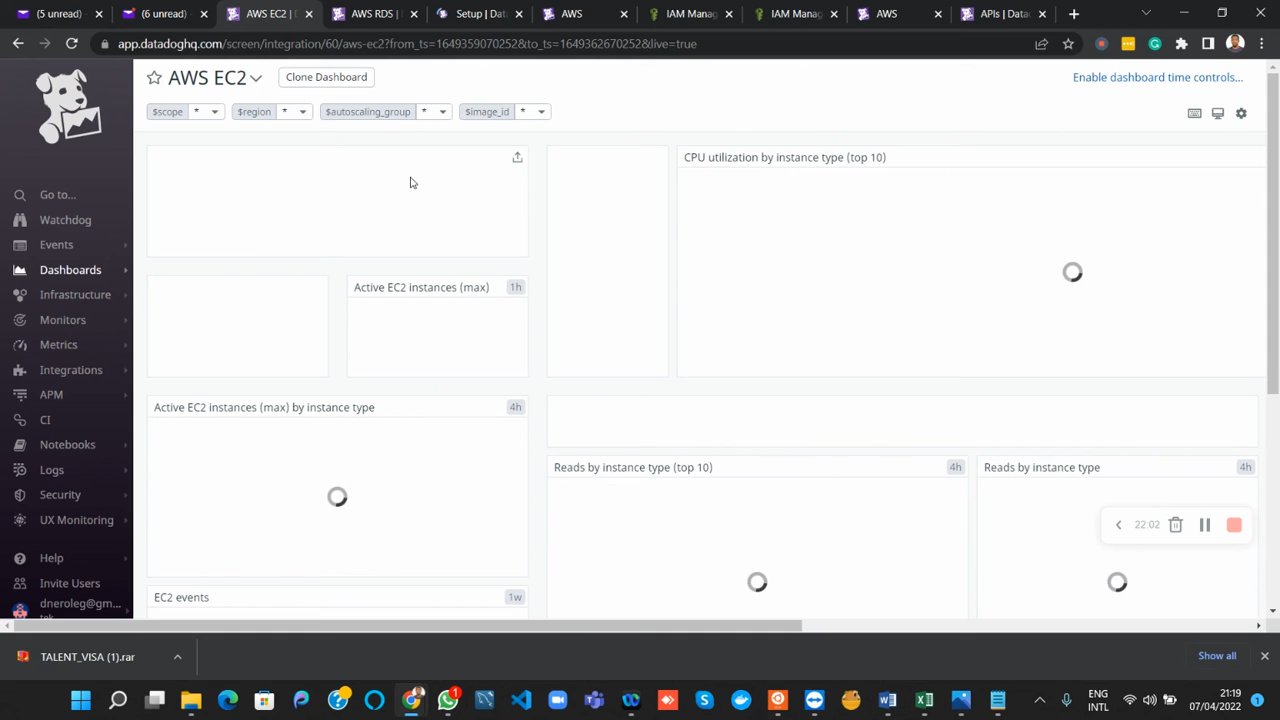 (5 unread)
(6 unread)
AWS EC2 |
AWS RDS |
Setup | Dat
AWS
IAM Manag
IAM Manag
AWS
APIs | Data
app.datadoghq.com/screen/integration/60/aws-ec2?from_ts=1649359070252&to_ts=1649362670252&live=true
AWS EC2
Clone Dashboard
Enable dashboard time controls...
$scope *
$region *
$autoscaling_group *
$image_id *
Go to...
Watchdog
Events
Dashboards
Infrastructure
Monitors
Metrics
Integrations
APM
CI
Notebooks
Logs
Security
UX Monitoring
Help
Invite Users
dneroleg@gm...
tek
CPU utilization by instance type (top 10)
Active EC2 instances (max) 1h
Active EC2 instances (max) by instance type 4h
Reads by instance type (top 10) 4h
Reads by instance type 4h
22:02
EC2 events 1w
TALENT_VISA (1).rar
Show all
1
ENG
INTL
21:19
07/04/2022
1